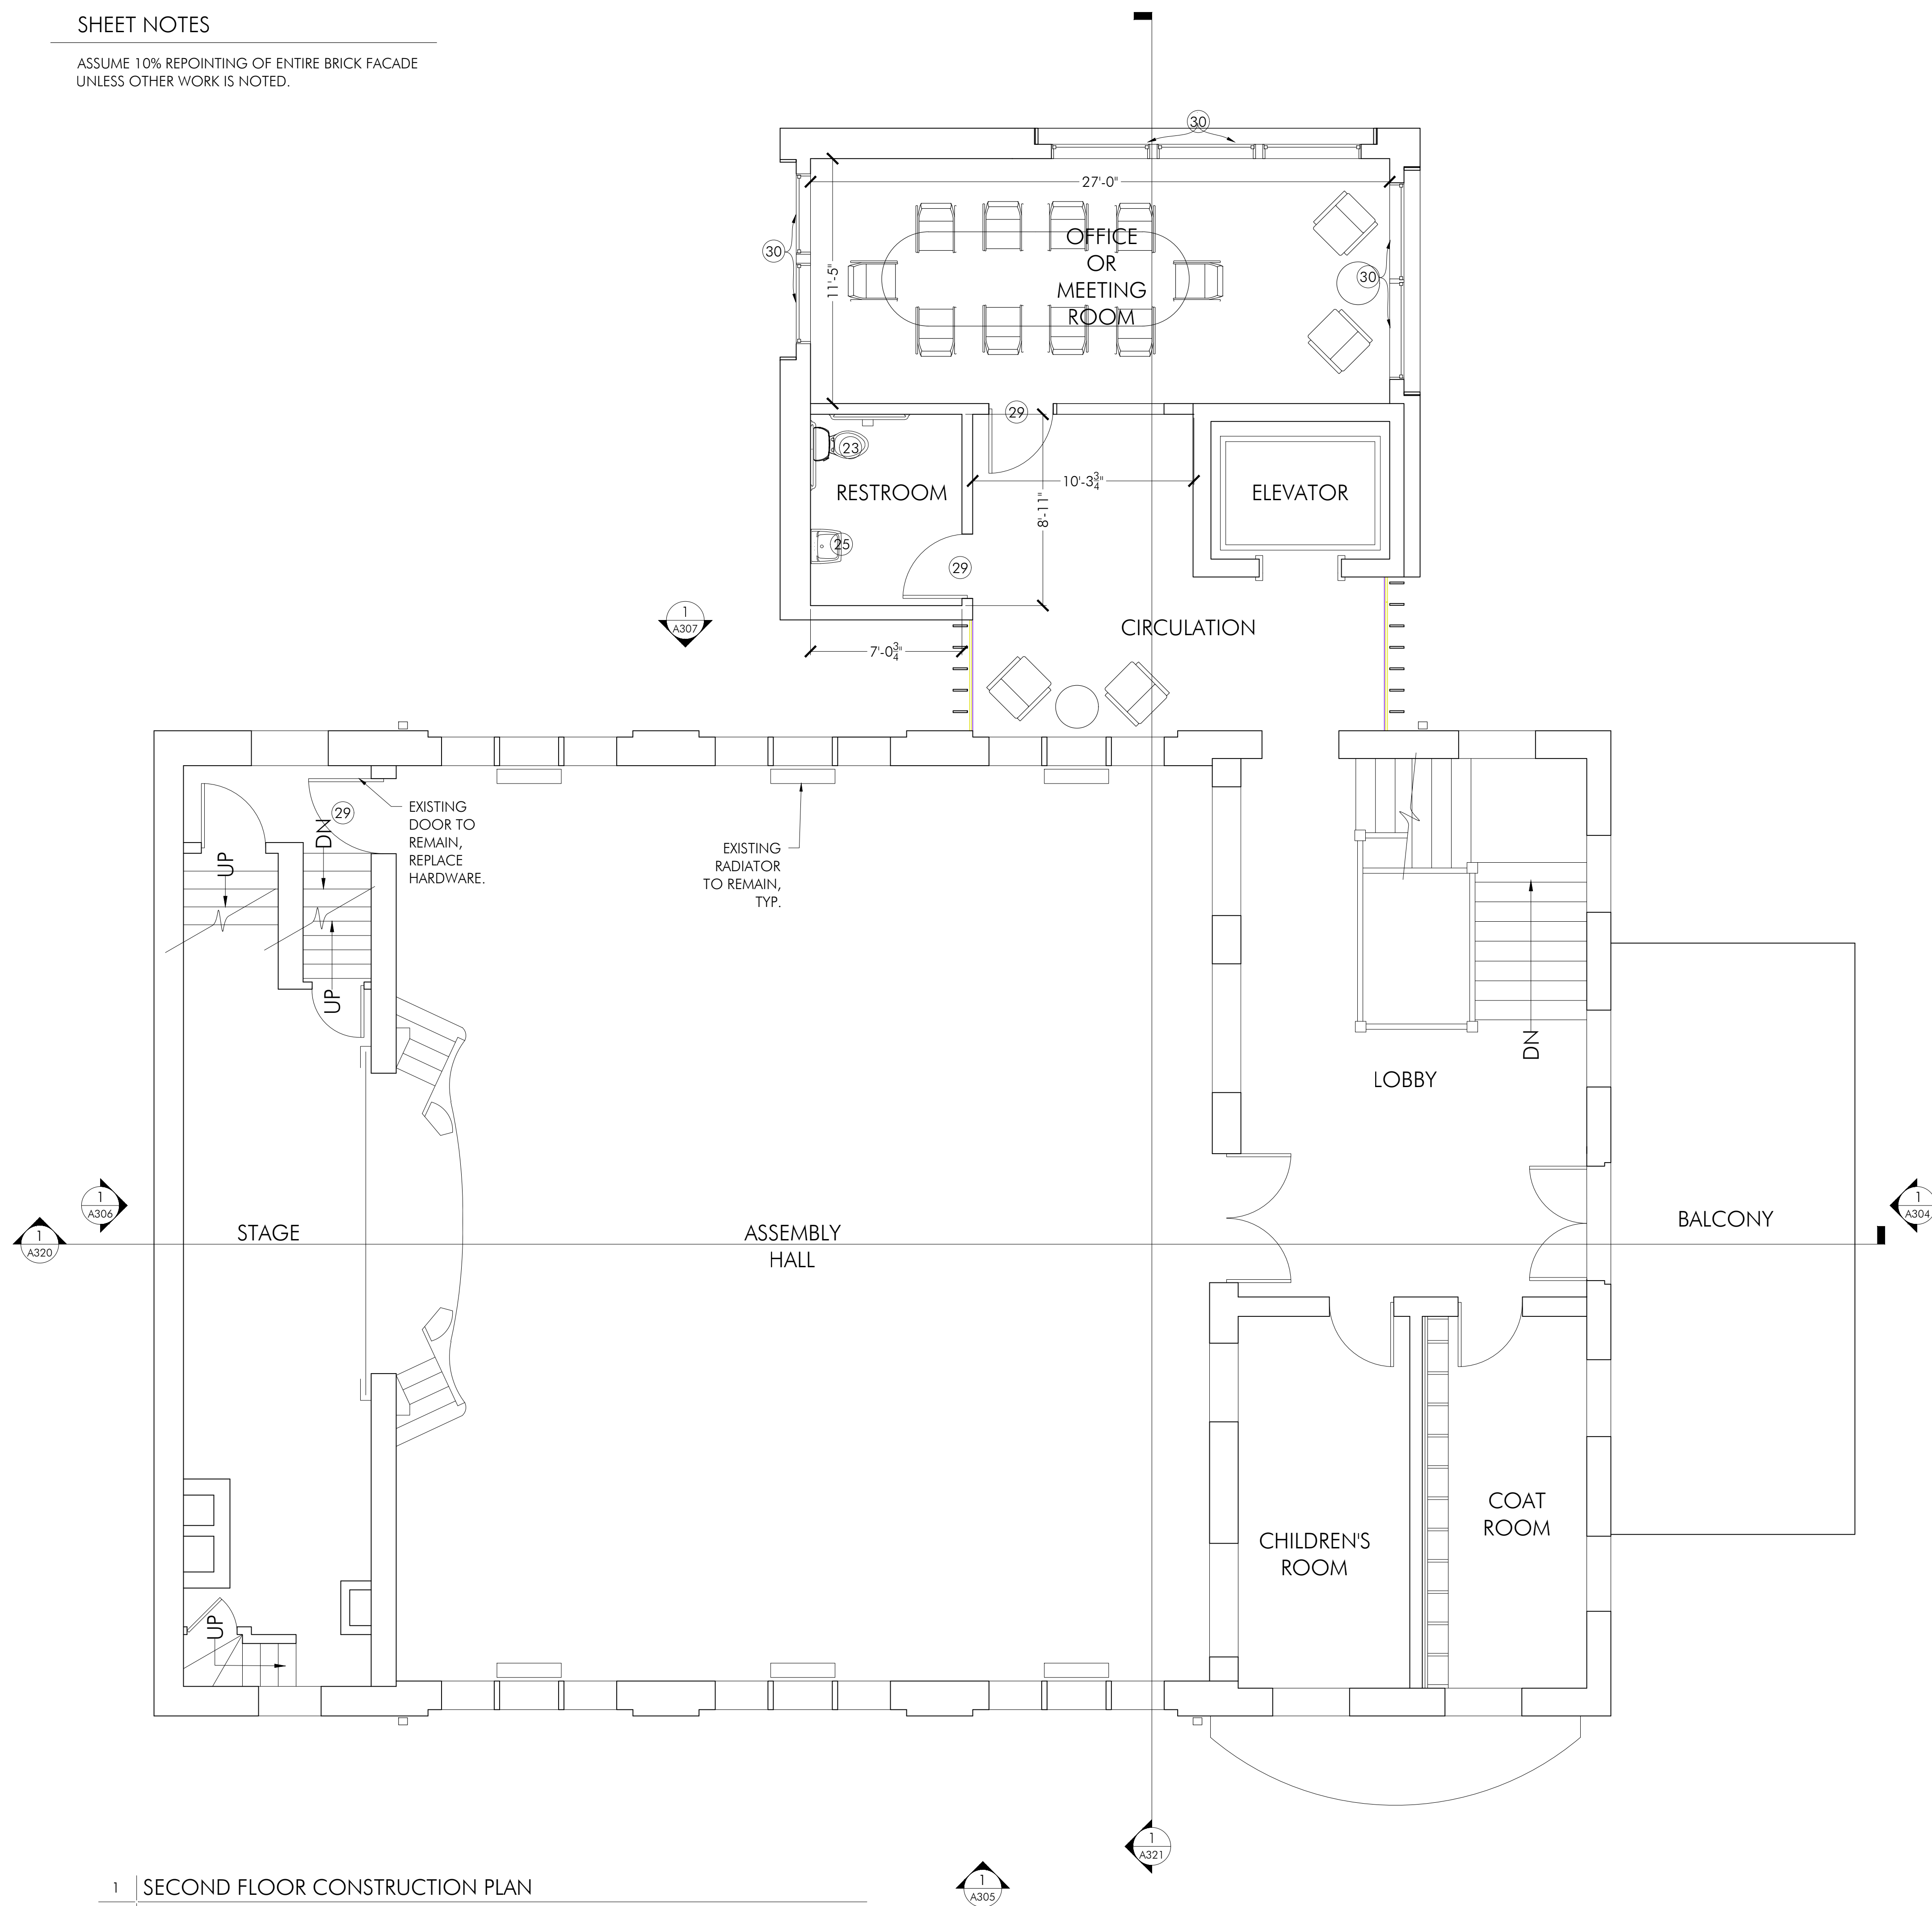 SHEET NOTES
ASSUME 10% REPOINTING OF ENTIRE BRICK FACADE
UNLESS OTHER WORK IS NOTED.
30
27'-0"
30
11'-5"
OFFICE
OR
MEETING
ROOM
30
29
23
RESTROOM
10'-3 3/4"
8'-11"
ELEVATOR
25
29
1
A307
CIRCULATION
7'-0 3/4"
29
EXISTING
DOOR TO
REMAIN,
REPLACE
HARDWARE.
DN
UP
UP
EXISTING
RADIATOR
TO REMAIN,
TYP.
DN
LOBBY
1
A306
1
A320
STAGE
ASSEMBLY
HALL
BALCONY
1
A304
CHILDREN'S
ROOM
COAT
ROOM
UP
1
A321
1
A305
1 SECOND FLOOR CONSTRUCTION PLAN